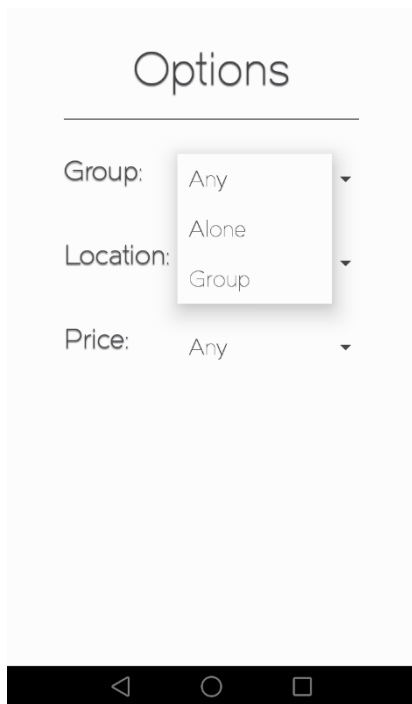 Options
Group:
Any
Alone
Location:
Group
Price:
Any